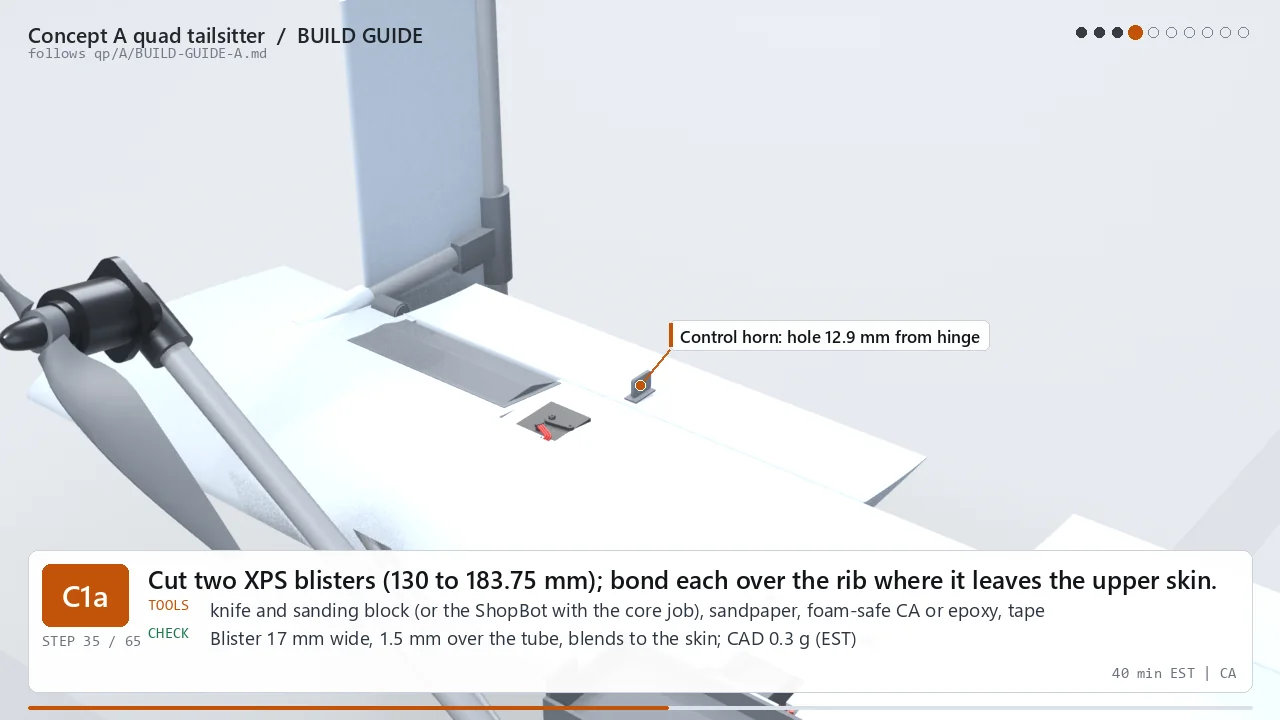 Concept A quad tailsitter / BUILD GUIDE
follows qp/A/BUILD-GUIDE-A.md
Control horn: hole 12.9 mm from hinge
C1a
STEP 35 / 65
Cut two XPS blisters (130 to 183.75 mm); bond each over the rib where it leaves the upper skin.
TOOLS knife and sanding block (or the ShopBot with the core job), sandpaper, foam-safe CA or epoxy, tape
CHECK Blister 17 mm wide, 1.5 mm over the tube, blends to the skin; CAD 0.3 g (EST)
40 min EST | CA